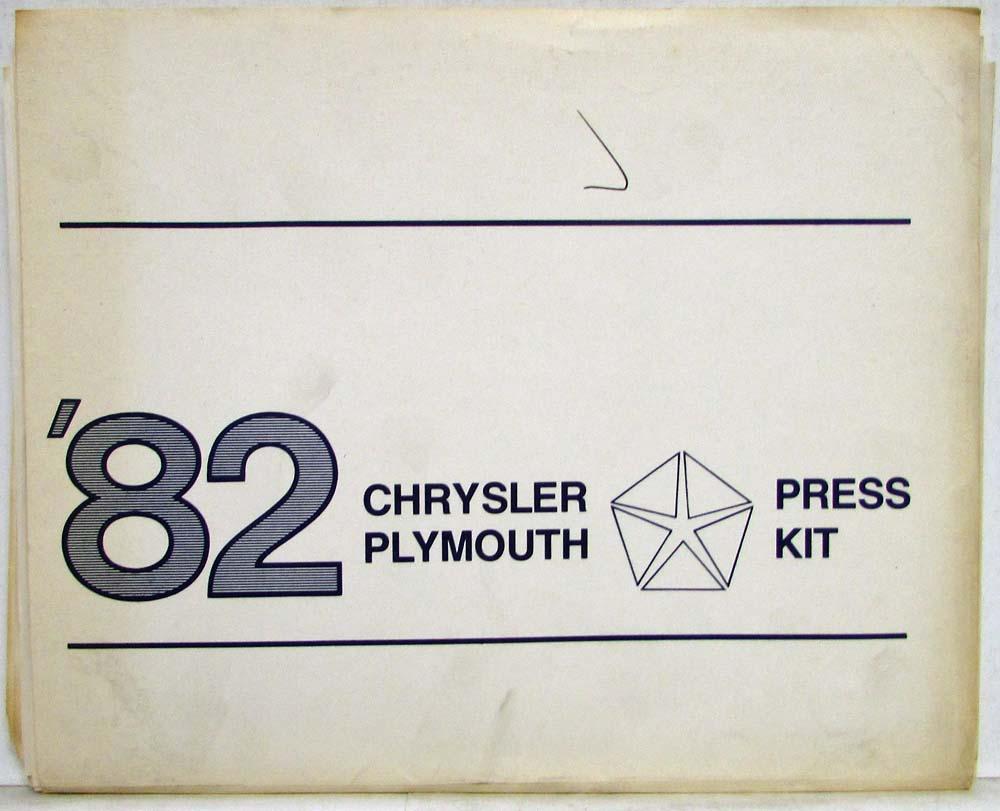 '82
CHRYSLER
PLYMOUTH
PRESS
KIT